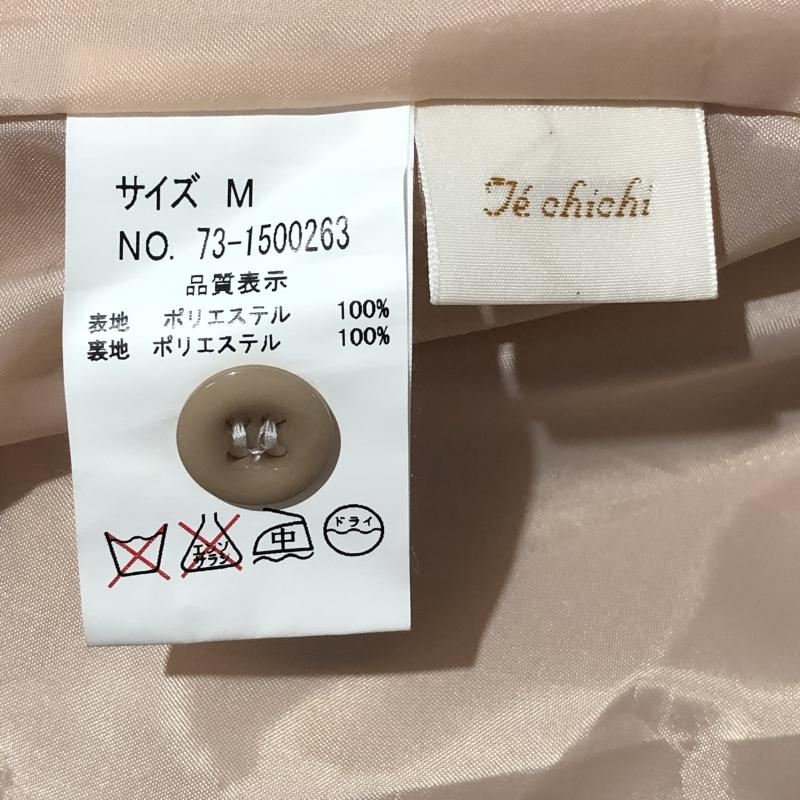 サイズ M
NO. 73-1500263
品質表示
表地 ポリエステル 100%
裏地 ポリエステル 100%
エンソ
サラシ
中
ドライ
Té chichi